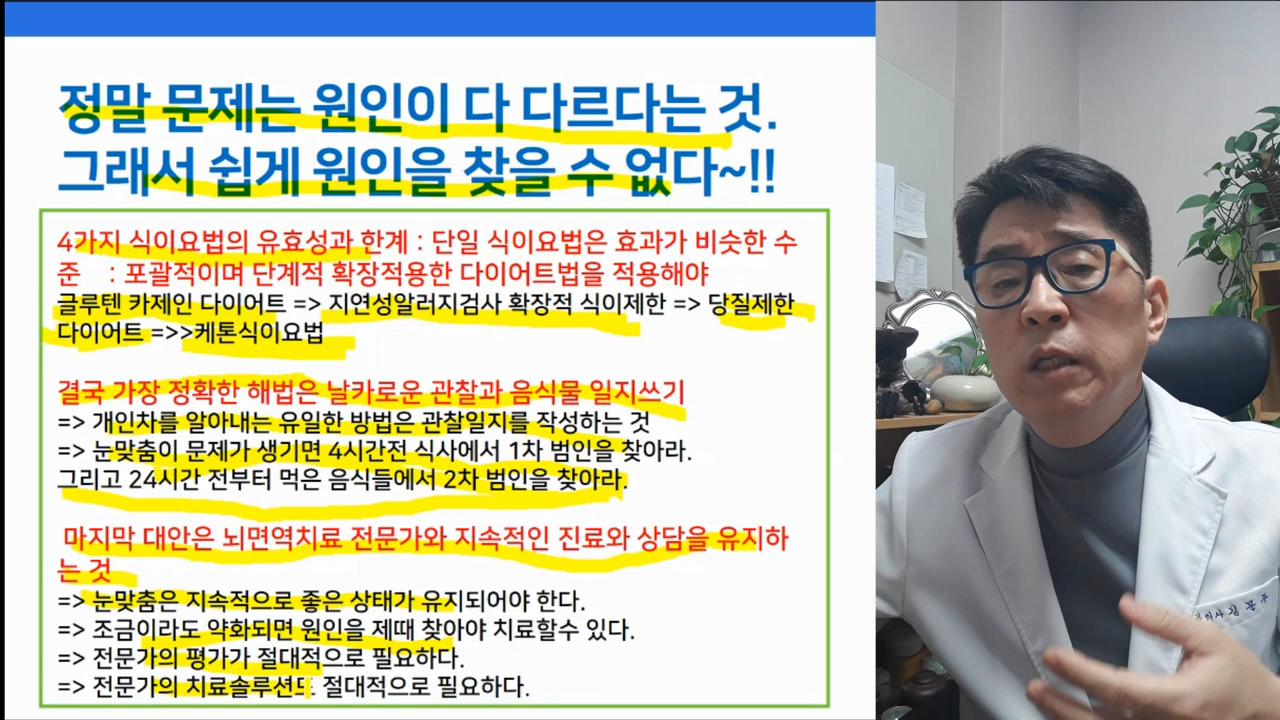 정말 문제는 원인이 다 다르다는 것.
그래서 쉽게 원인을 찾을 수 없다~!!
4가지 식이요법의 유효성과 한계 : 단일 식이요법은 효과가 비슷한 수
준 : 포괄적이며 단계적 확장적용한 다이어트법을 적용해야
글루텐 카제인 다이어트 => 지연성알러지검사 확장적 식이제한 => 당질제한
다이어트 =>>케톤식이요법
결국 가장 정확한 해법은 날카로운 관찰과 음식물 일지쓰기
=> 개인차를 알아내는 유일한 방법은 관찰일지를 작성하는 것
=> 눈맞춤이 문제가 생기면 4시간전 식사에서 1차 범인을 찾아라.
그리고 24시간 전부터 먹은 음식들에서 2차 범인을 찾아라.
마지막 대안은 뇌면역치료 전문가와 지속적인 진료와 상담을 유지하
는 것
=> 눈맞춤은 지속적으로 좋은 상태가 유지되어야 한다.
=> 조금이라도 악화되면 원인을 제때 찾아야 치료할수 있다.
=> 전문가의 평가가 절대적으로 필요하다.
=> 전문가의 치료솔루션도 절대적으로 필요하다.